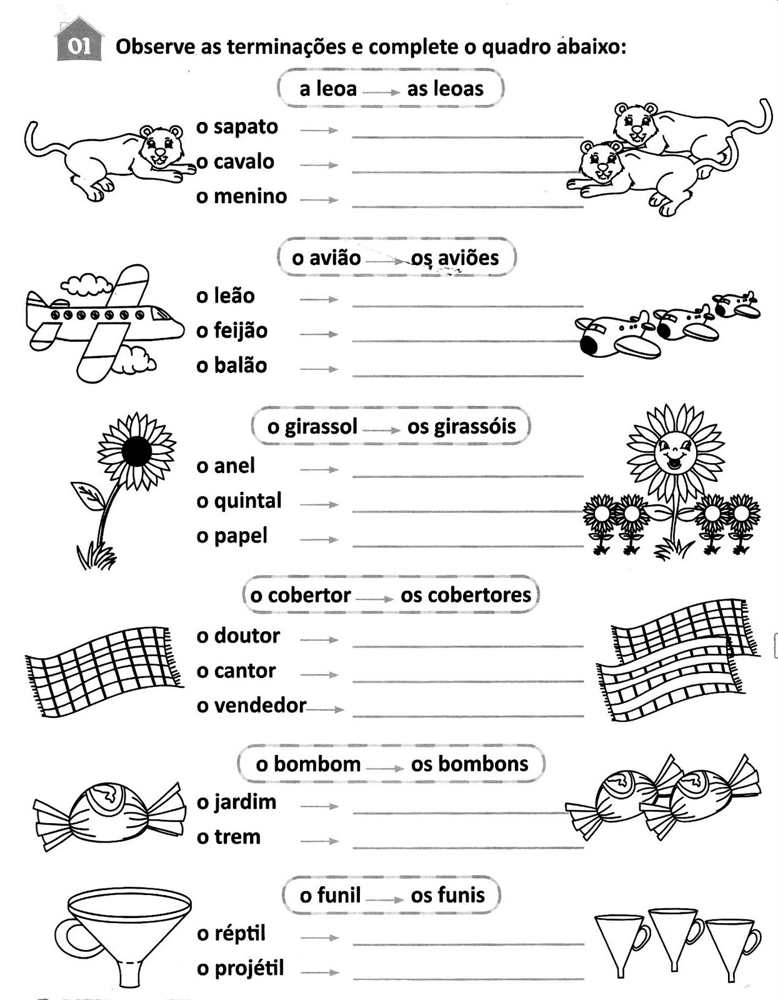 01 Observe as terminações e complete o quadro abaixo:
a leoa → as leoas
o sapato →
o cavalo →
o menino →
o avião → os aviões
o leão →
o feijão →
o balão →
o girassol → os girassóis
o anel →
o quintal →
o papel →
o cobertor → os cobertores
o doutor →
o cantor →
o vendedor →
o bombom → os bombons
o jardim →
o trem →
o funil → os funis
o réptil →
o projétil →